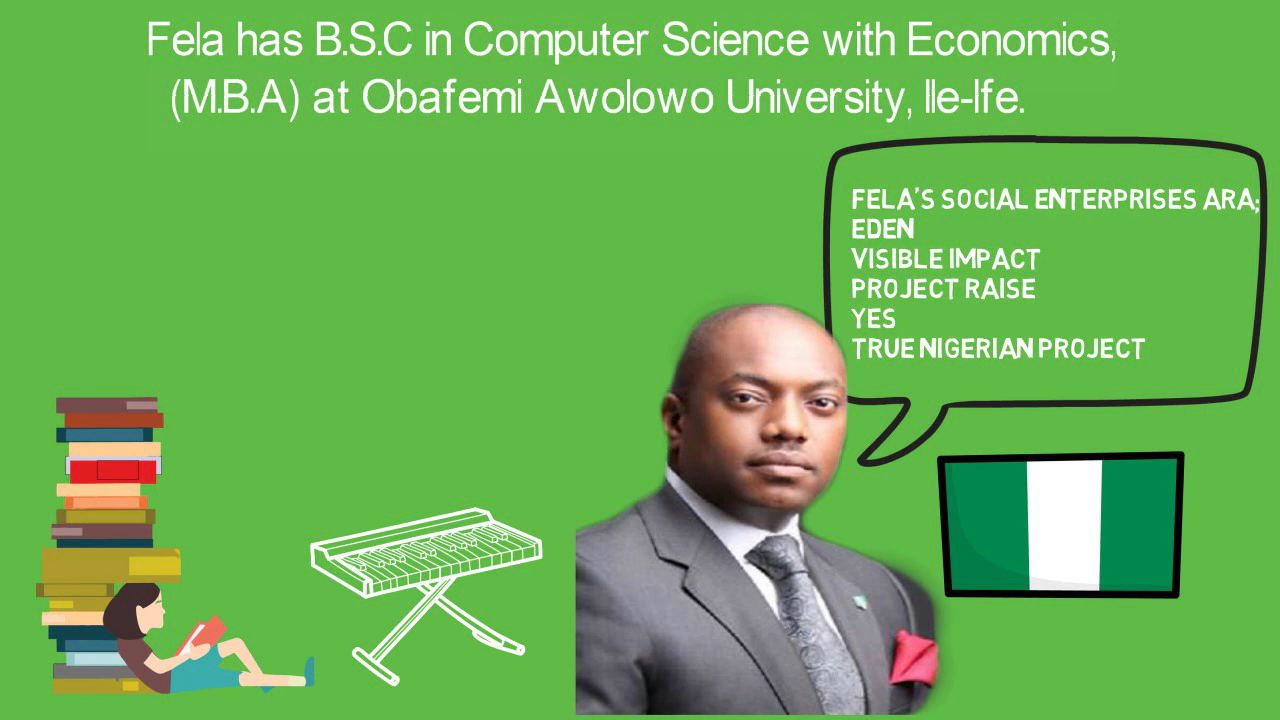 Fela has B.S.C in Computer Science with Economics,
(M.B.A) at Obafemi Awolowo University, Ile-Ife.
FELA'S SOCIAL ENTERPRISES ARA;
EDEN
VISIBLE IMPACT
PROJECT RAISE
YES
TRUE NIGERIAN PROJECT